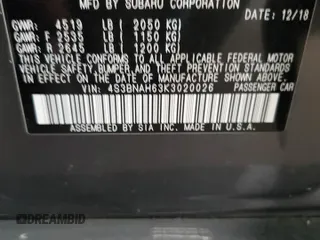 MFD BY SUBARU CORPORATION
DATE: 12/18
GVWR: 4519 LB ( 2050 KG)
GAWR: F 2535 LB ( 1150 KG)
GAWR: R 2645 LB ( 1200 KG)
THIS VEHICLE CONFORMS TO ALL APPLICABLE FEDERAL MOTOR
VEHICLE SAFETY, BUMPER, AND THEFT PREVENTION STANDARDS
IN EFFECT ON THE DATE OF MANUFACTURE SHOWN ABOVE.
VIN: 4S3BNAH63K3020026
PASSENGER CAR
ASSEMBLED BY SIA INC. MADE IN U.S.A.
© DREAMBID